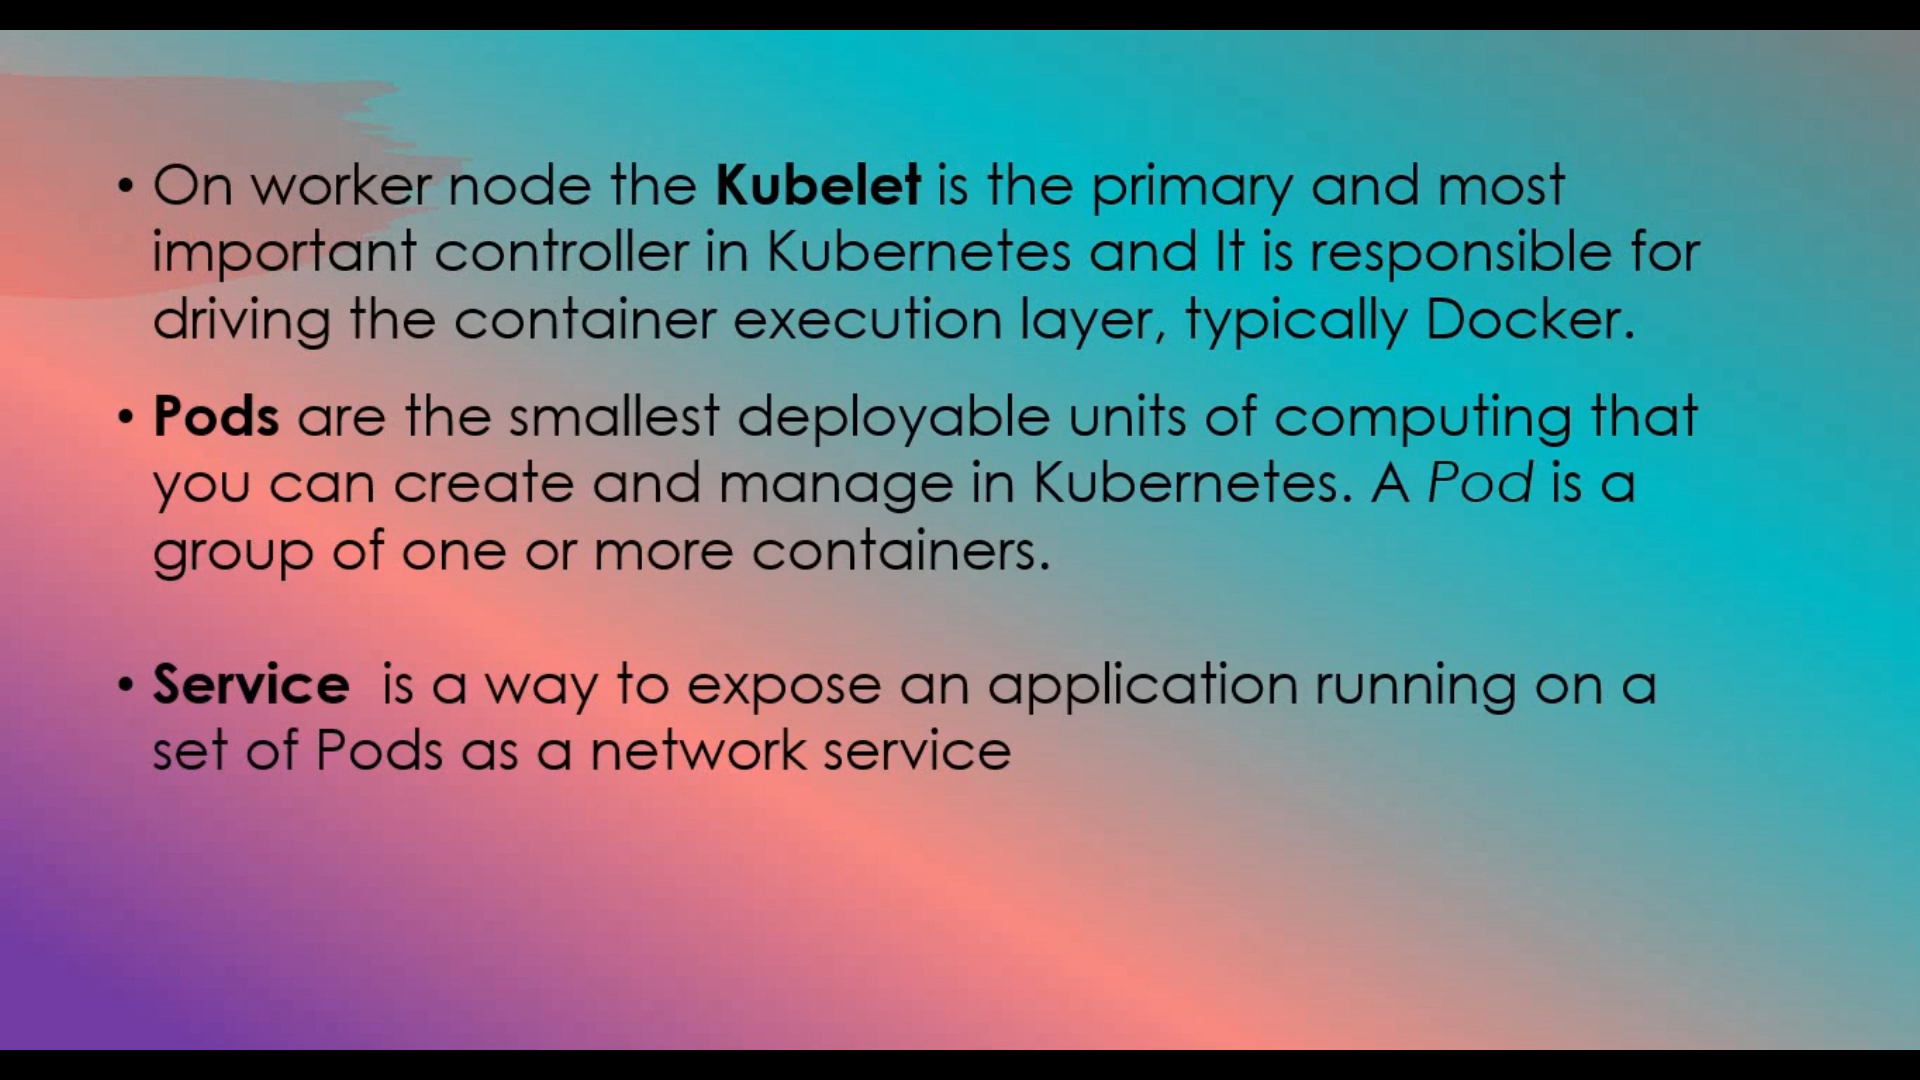 • On worker node the Kubelet is the primary and most
important controller in Kubernetes and It is responsible for
driving the container execution layer, typically Docker.
• Pods are the smallest deployable units of computing that
you can create and manage in Kubernetes. A Pod is a
group of one or more containers.
• Service is a way to expose an application running on a
set of Pods as a network service